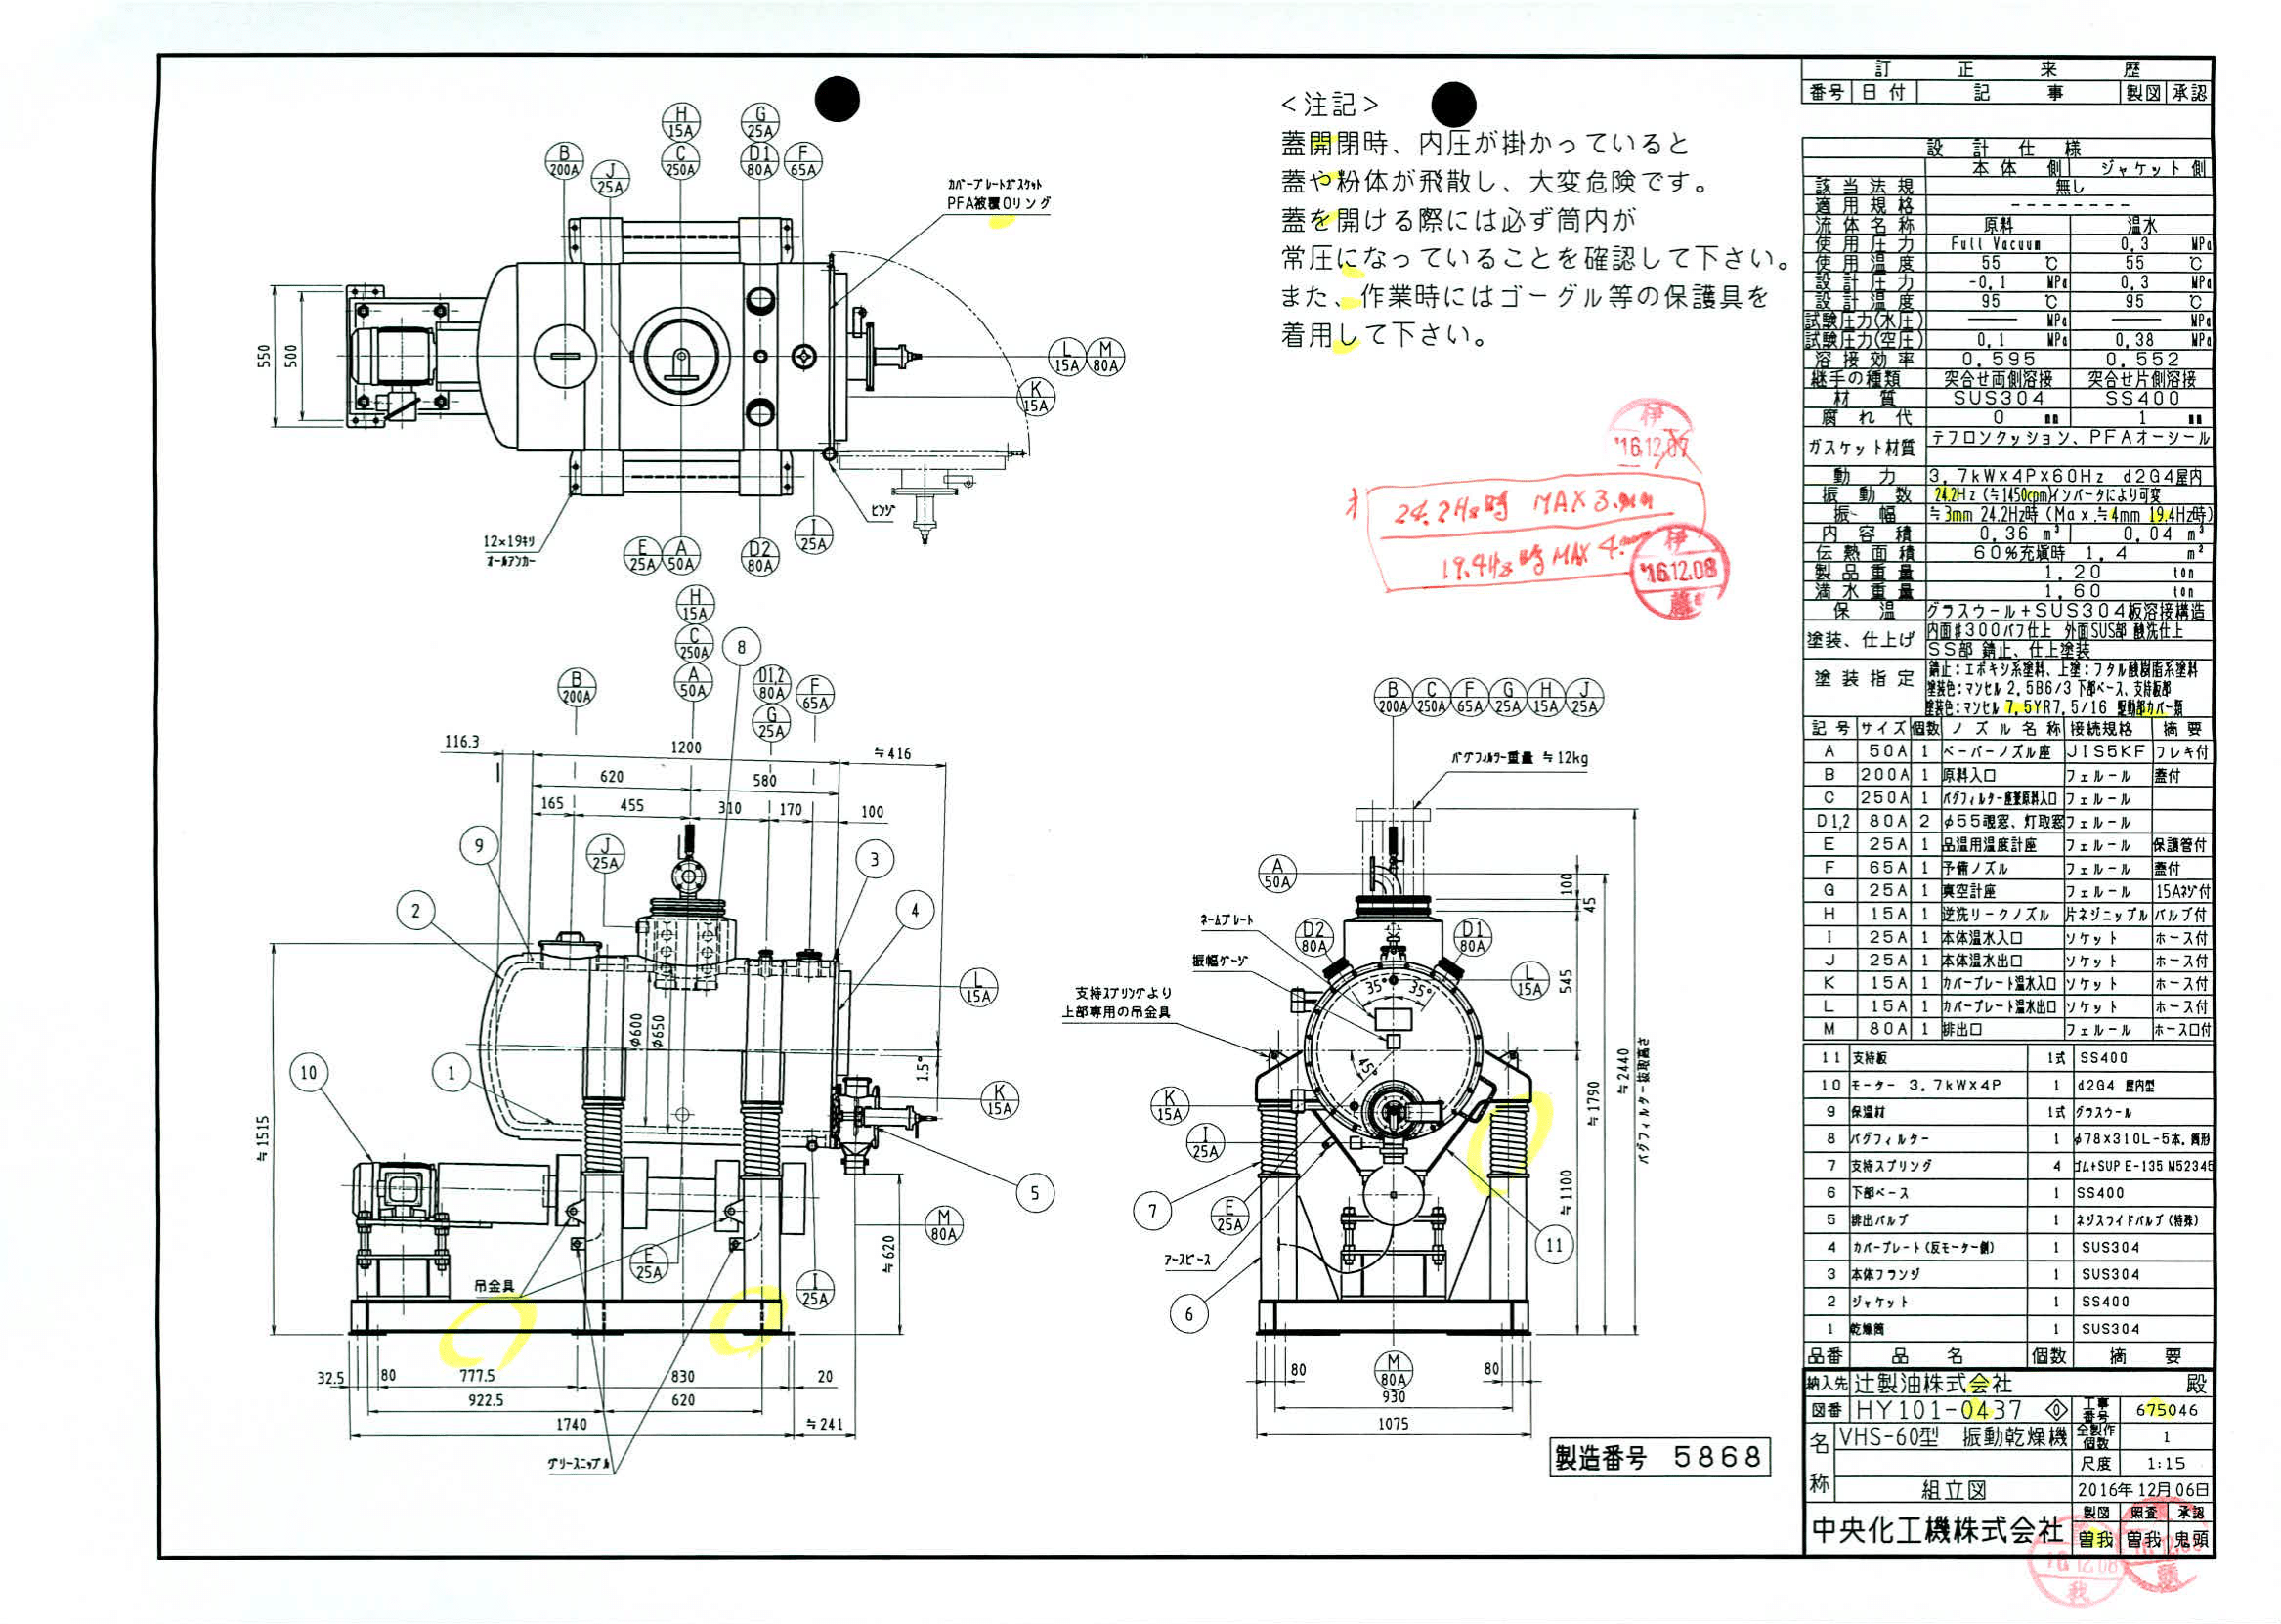 H
15A
C
250A
G
25A
D1
80A
F
65A
B
200A
J
25A
カバープレートガスケット
PFA被覆Oリング
550
500
L
15A
M
80A
K
15A
ヒンジ
I
25A
12×19キリ
オールアンカー
E
25A
A
50A
D2
80A
<注記>
蓋開閉時、内圧が掛かっていると
蓋や粉体が飛散し、大変危険です。
蓋を開ける際には必ず筒内が
常圧になっていることを確認して下さい。
また、作業時にはゴーグル等の保護具を
着用して下さい。
伊
'16.12.07
24.2Hz時 MAX3.
19.4Hz時 MAX4.
伊
'16.12.08
藤
H
15A
C
250A
A
50A
8
B
200A
D1,2
80A
G
25A
F
65A
116.3
1200
≒416
620
580
165
455
310
170
100
9
J
25A
3
2
4
L
15A
φ600
φ650
1.5°
1
10
K
15A
5
≒1515
M
80A
≒620
E
25A
I
25A
吊金具
32.5
80
777.5
830
20
922.5
620
1740
≒241
グリースニップル
B
200A
C
250A
F
65A
G
25A
H
15A
J
25A
バグフィルター重量 ≒12kg
A
50A
100
45
ネームプレート
D2
80A
D1
80A
振幅ゲージ
L
15A
35°
35°
545
支持スプリングより
上部専用の吊金具
45°
K
15A
I
25A
7
E
25A
アースピース
6
11
≒1100
≒1790
≒2440
バグフィルター抜取高さ
80
M
80A
80
930
1075
製造番号 5868
訂正来歴
番号 日付 記事 製図 承認
設計仕様
本体側 ジャケット側
該当法規 無し
適用規格 --------
流体名称 原料 温水
使用圧力 Full Vacuum 0.3 MPa
使用温度 55 ℃ 55 ℃
設計圧力 -0.1 MPa 0.3 MPa
設計温度 95 ℃ 95 ℃
試験圧力(水圧) ── MPa ── MPa
試験圧力(空圧) 0.1 MPa 0.38 MPa
溶接効率 0.595 0.552
継手の種類 突合せ両側溶接 突合せ片側溶接
材質 SUS304 SS400
腐れ代 0 mm 1 mm
ガスケット材質 テフロンクッション、PFAオーシール
動力 3.7kW×4P×60Hz d2G4屋内
振動数 24.2Hz(≒1450cpm)インバータにより可変
振幅 ≒3mm 24.2Hz時(Max.≒4mm 19.4Hz時)
内容積 0.36 m³ 0.04 m³
伝熱面積 60%充填時 1.4 m²
製品重量 1.20 ton
満水重量 1.60 ton
保温 グラスウール+SUS304板溶接構造
塗装、仕上げ 内面#300バフ仕上 外面SUS部 酸洗仕上
SS部 錆止、仕上塗装
塗装指定 錆止:エポキシ系塗料、上塗:フタル酸樹脂系塗料
塗装色:マンセル 2.5B6/3 下部ベース、支持板部
塗装色:マンセル 7.5YR7.5/16 駆動部カバー類
記号 サイズ 個数 ノズル名称 接続規格 摘要
A 50A 1 ベーパーノズル座 JIS5KF フレキ付
B 200A 1 原料入口 フェルール 蓋付
C 250A 1 バグフィルター座兼原料入口 フェルール
D1,2 80A 2 φ55覗窓、灯取窓 フェルール
E 25A 1 品温用温度計座 フェルール 保護管付
F 65A 1 予備ノズル フェルール 蓋付
G 25A 1 真空計座 フェルール 15Aネジ付
H 15A 1 逆洗リークノズル 片ネジニップル バルブ付
I 25A 1 本体温水入口 ソケット ホース付
J 25A 1 本体温水出口 ソケット ホース付
K 15A 1 カバープレート温水入口 ソケット ホース付
L 15A 1 カバープレート温水出口 ソケット ホース付
M 80A 1 排出口 フェルール ホース口付
11 支持板 1式 SS400
10 モーター 3.7kW×4P 1 d2G4 屋内型
9 保温材 1式 グラスウール
8 バグフィルター 1 φ78×310L-5本, 筒形
7 支持スプリング 4 ゴム+SUP E-135 M52345
6 下部ベース 1 SS400
5 排出バルブ 1 ネジスライドバルブ(特殊)
4 カバープレート(反モーター側) 1 SUS304
3 本体フランジ 1 SUS304
2 ジャケット 1 SS400
1 乾燥筒 1 SUS304
品番 品名 個数 摘要
納入先 辻製油株式会社 殿
図番 HY101-0437 0 工事番号 675046
名称 VHS-60型 振動乾燥機 全製作個数 1
尺度 1:15
組立図 2016年12月06日
中央化工機株式会社 製図 照査 承認
曽我 曽我 鬼頭
'16.12.08
我